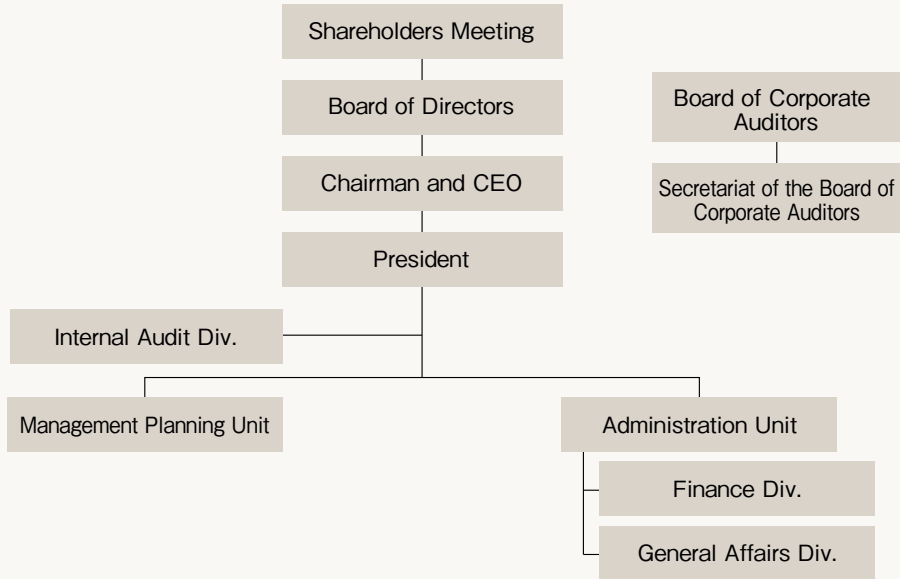 Shareholders Meeting
Board of Directors
Chairman and CEO
President
Board of Corporate
Auditors
Secretariat of the Board of
Corporate Auditors
Internal Audit Div.
Management Planning Unit
Administration Unit
Finance Div.
General Affairs Div.